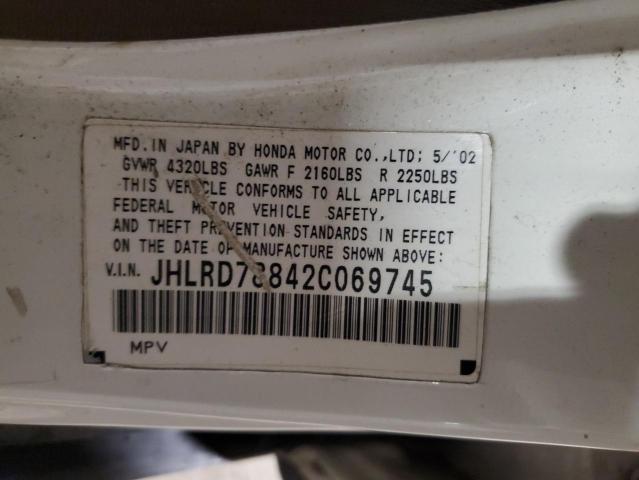 MFD. IN JAPAN BY HONDA MOTOR CO.,LTD; 5/'02
GVWR 4320LBS GAWR F 2160LBS R 2250LBS
THIS VEHICLE CONFORMS TO ALL APPLICABLE
FEDERAL MOTOR VEHICLE SAFETY,
AND THEFT PREVENTION STANDARDS IN EFFECT
ON THE DATE OF MANUFACTURE SHOWN ABOVE:
V.I.N. JHLRD78842C069745
MPV